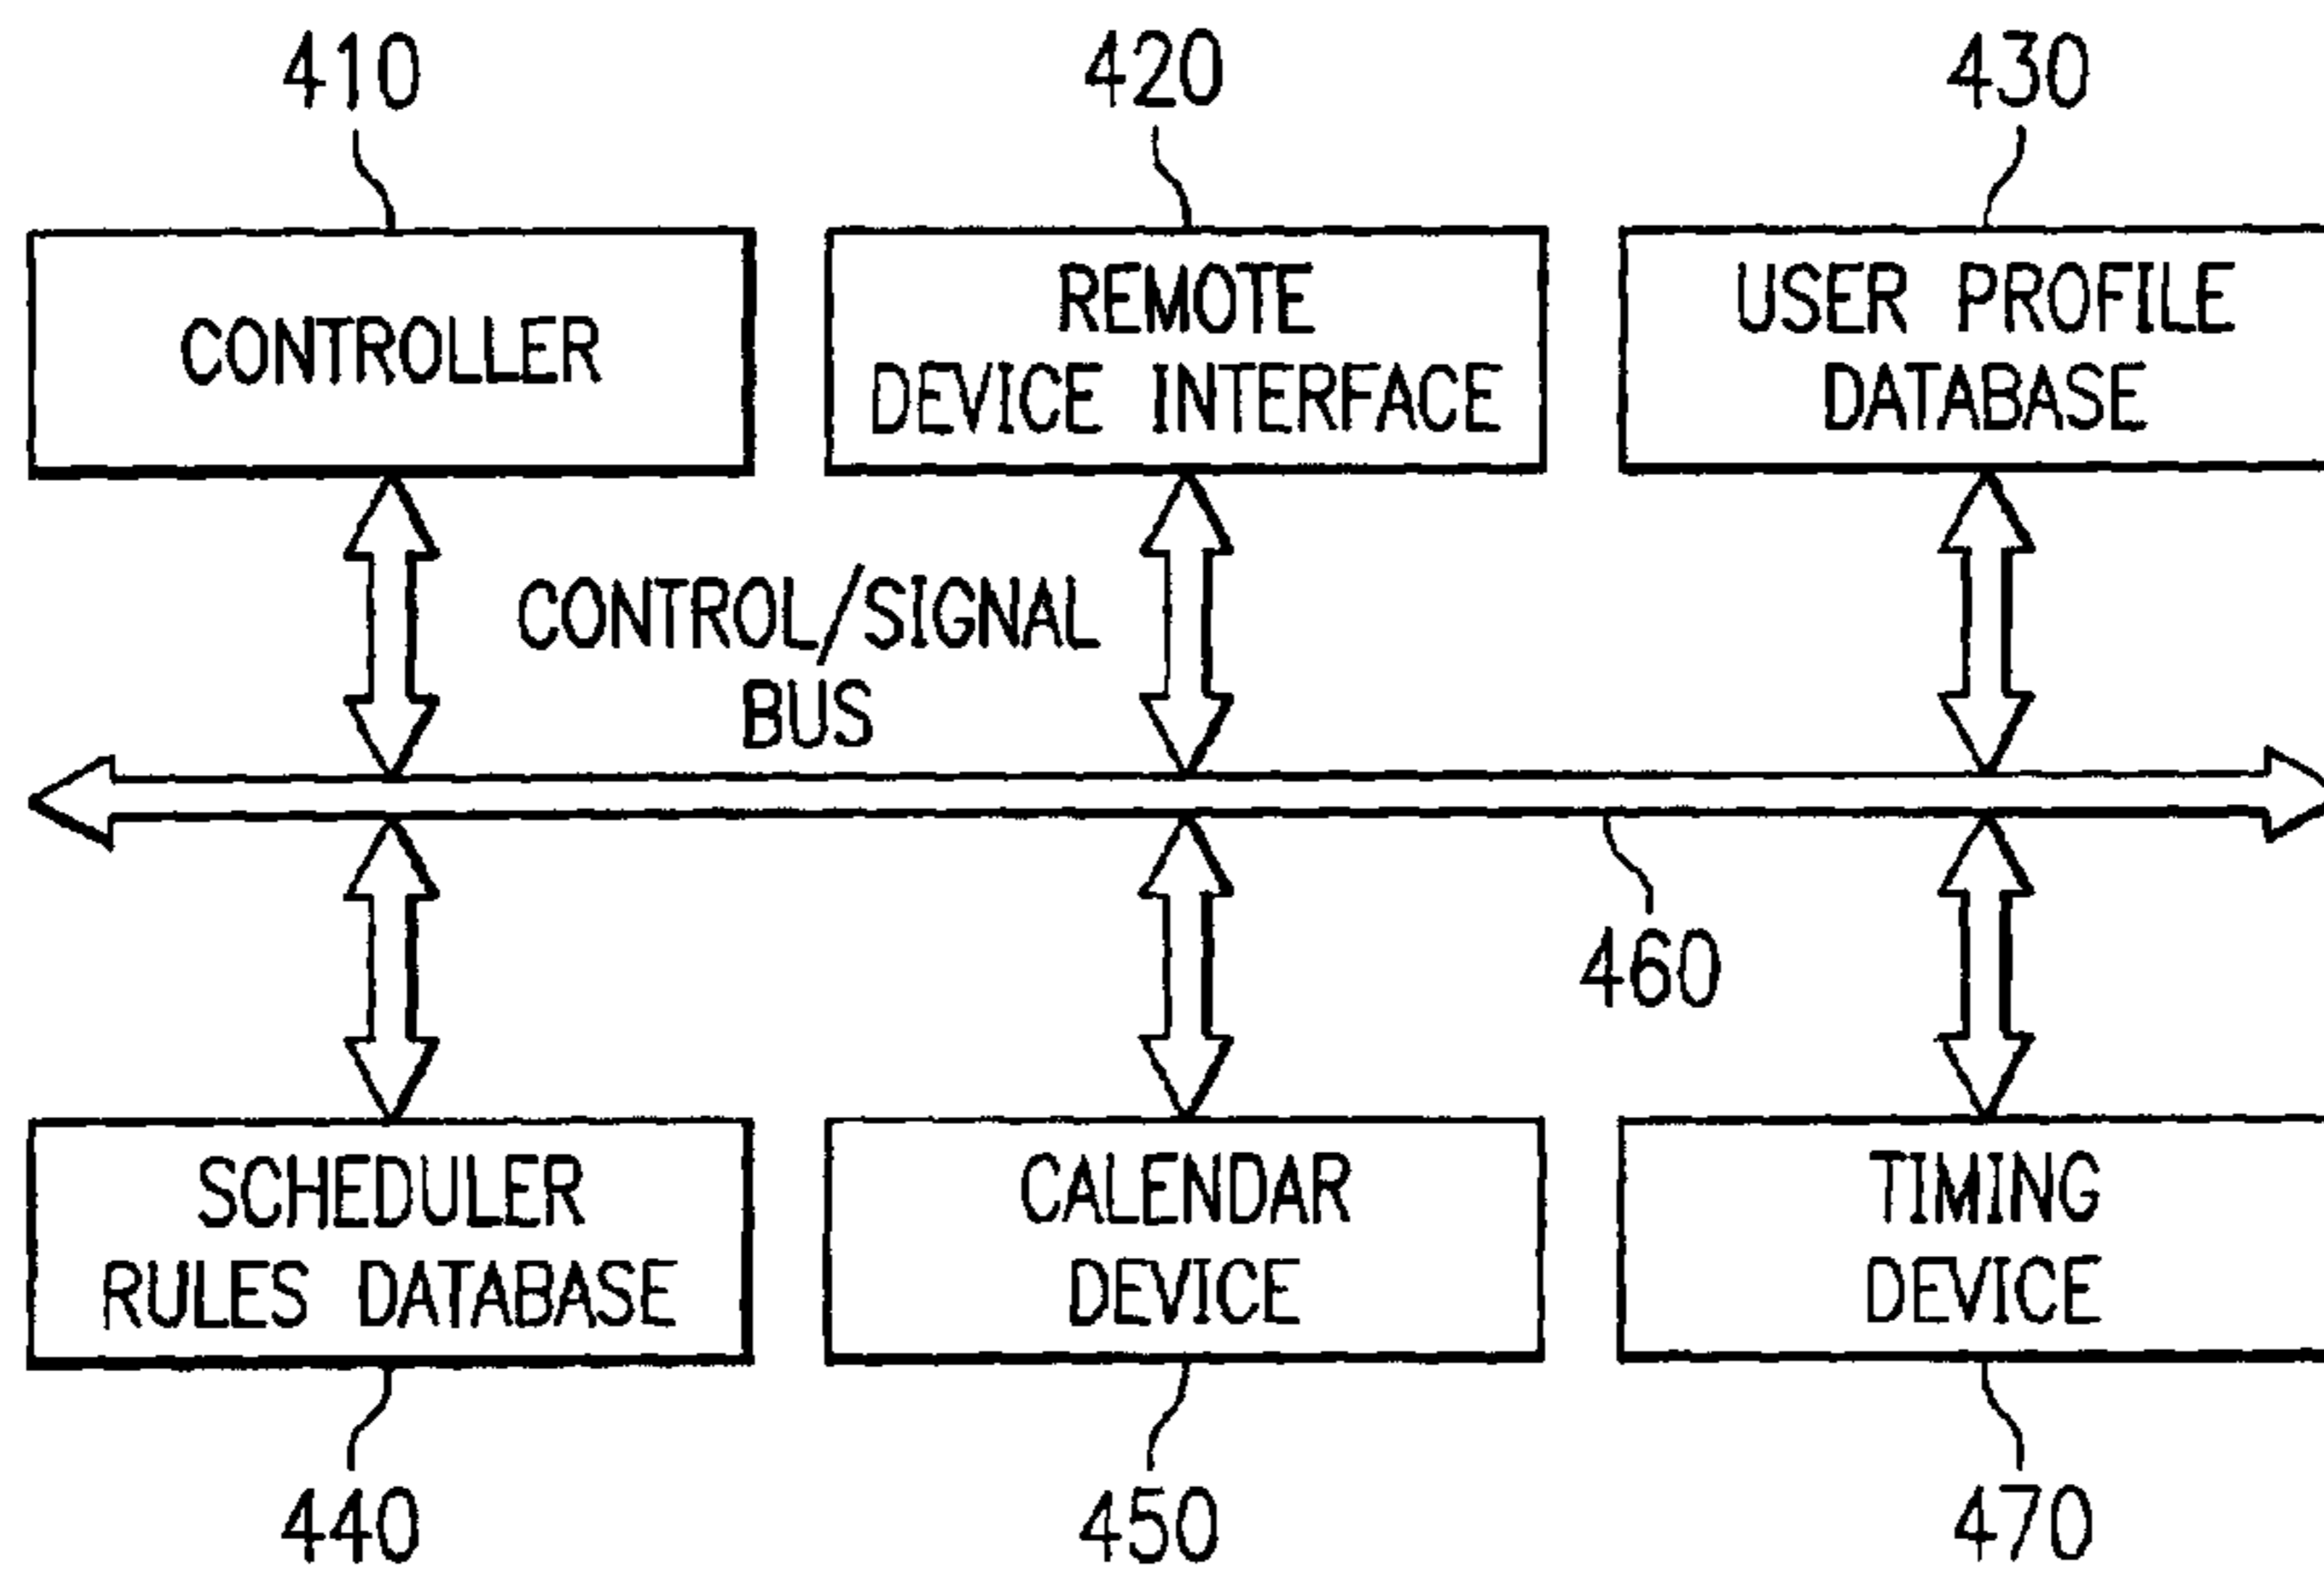 410
420
430
CONTROLLER
REMOTE
DEVICE INTERFACE
USER PROFILE
DATABASE
CONTROL/SIGNAL
BUS
460
SCHEDULER
RULES DATABASE
CALENDAR
DEVICE
TIMING
DEVICE
440
450
470